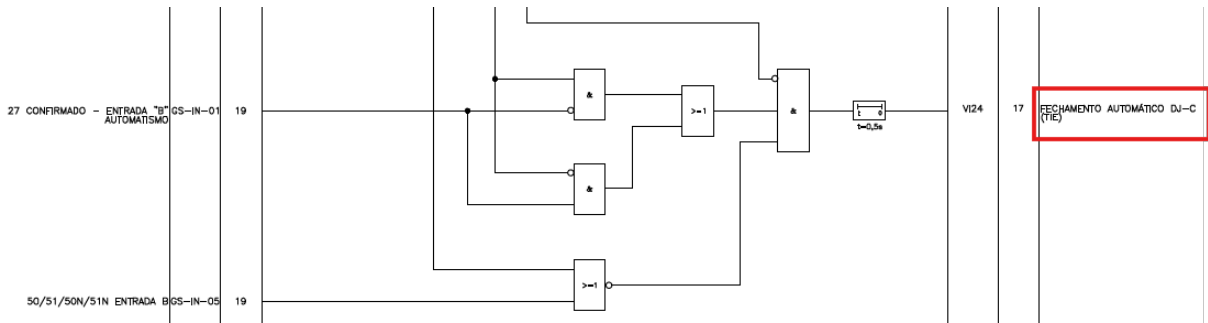 &
27 CONFIRMADO - ENTRADA "B" GS-IN-01 19
AUTOMATISMO
>=1
&
t 0
t=0,5s
VI24 17 FECHAMENTO AUTOMÁTICO DJ-C
(TIE)
&
>=1
50/51/50N/51N ENTRADA B GS-IN-05 19